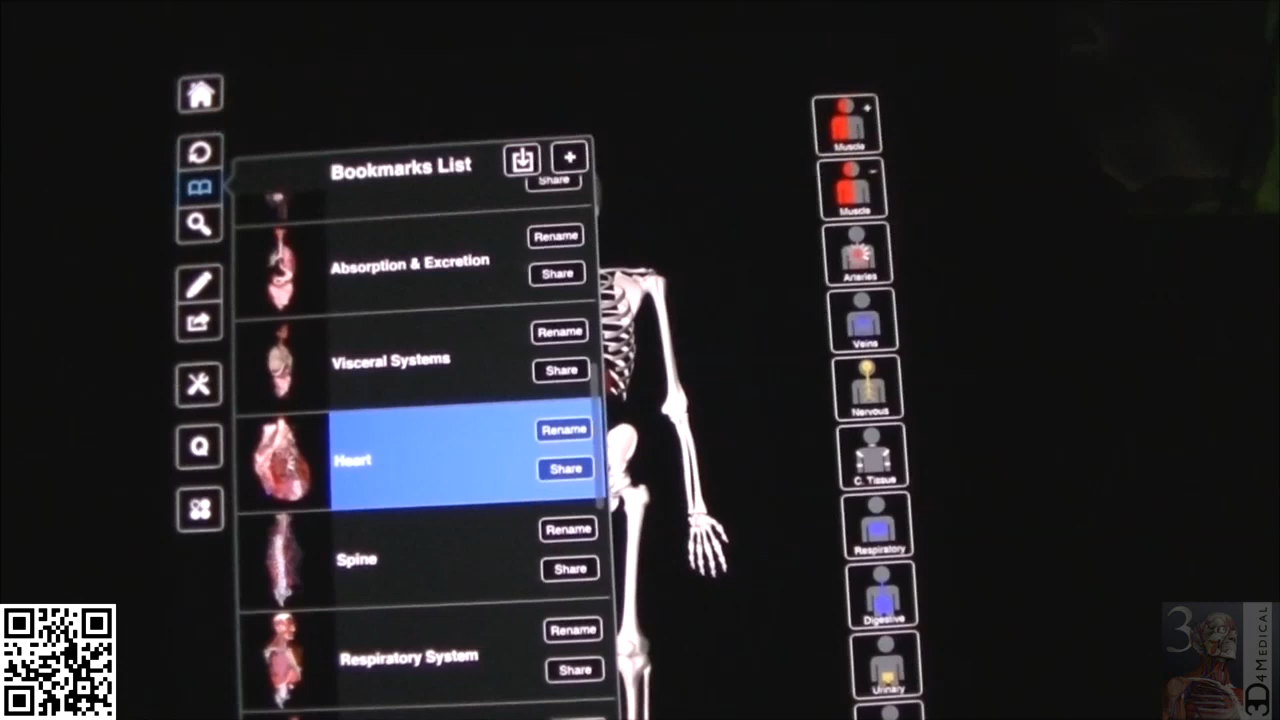 Bookmarks List
Share
Absorption & Excretion
Rename
Share
Visceral Systems
Rename
Share
Heart
Rename
Share
Spine
Rename
Share
Respiratory System
Rename
Share
Q
Muscle
Muscle
Arteries
Veins
Nervous
C. Tissue
Respiratory
Digestive
Urinary
3
3D4MEDICAL